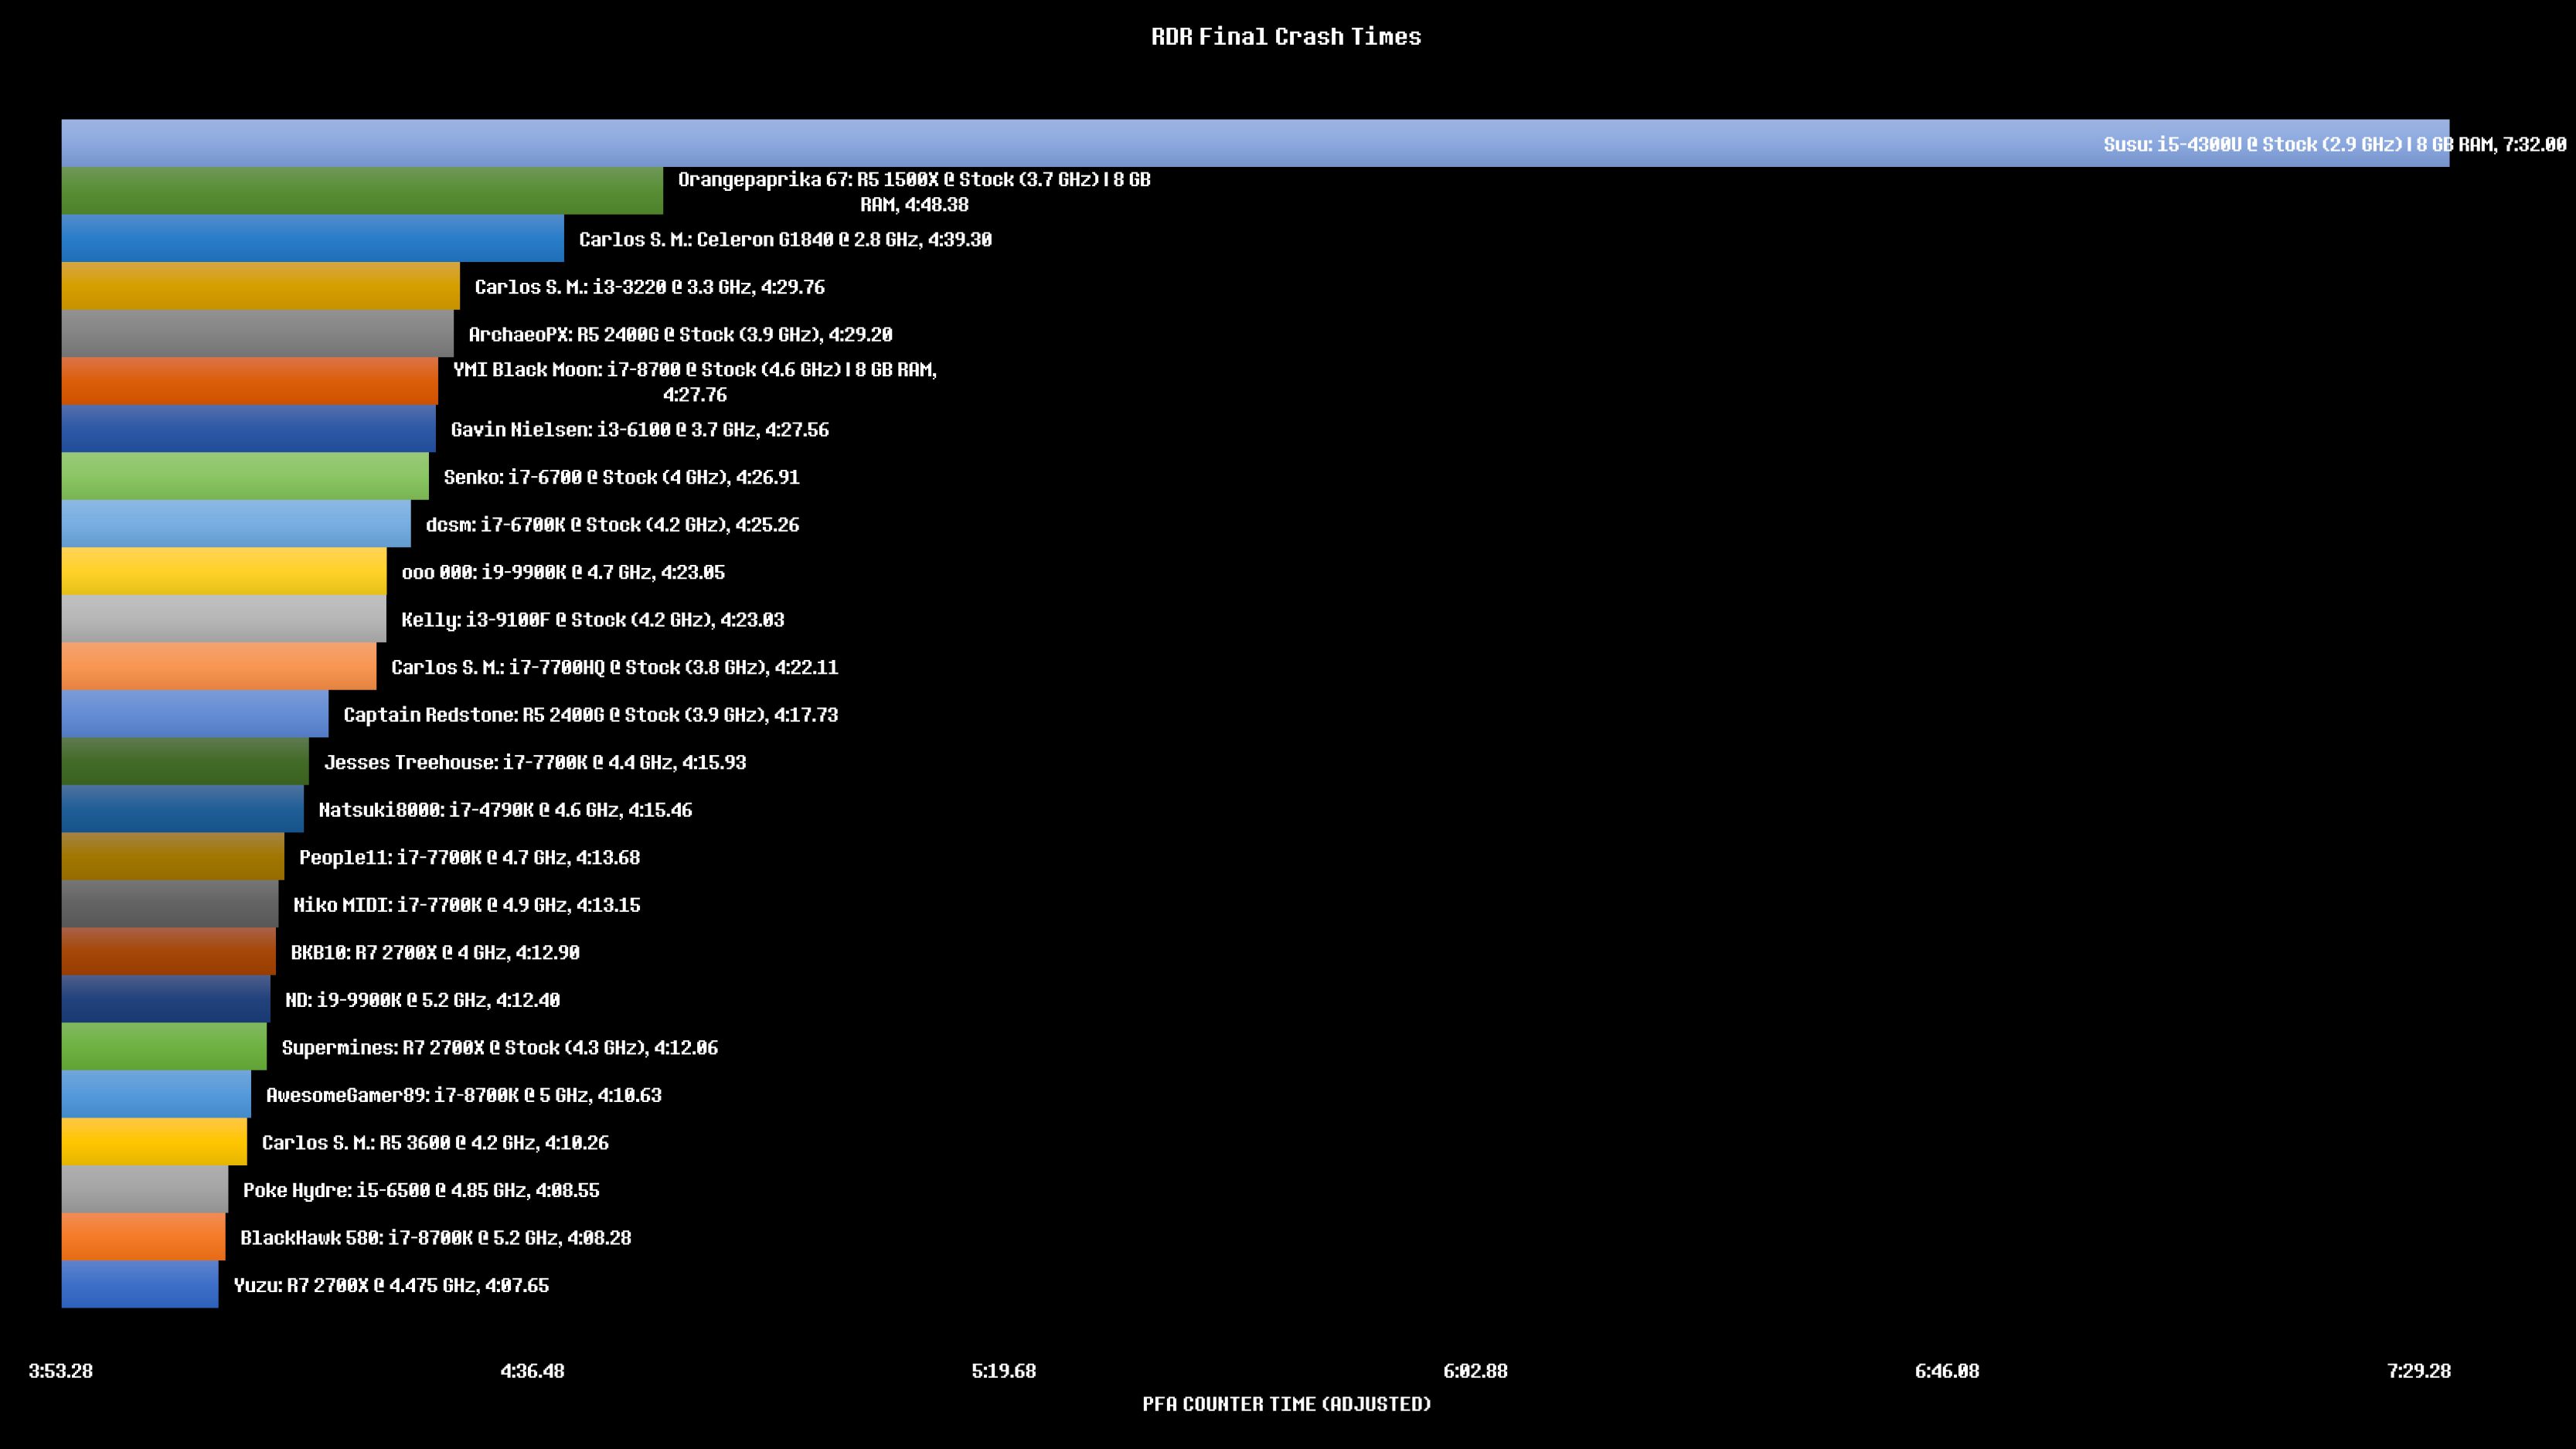 RDR Final Crash Times
Susu: i5-4300U @ Stock (2.9 GHz) | 8 GB RAM, 7:32.00
Orangepaprika 67: R5 1500X @ Stock (3.7 GHz) | 8 GB
RAM, 4:48.38
Carlos S. M.: Celeron G1840 @ 2.8 GHz, 4:39.30
Carlos S. M.: i3-3220 @ 3.3 GHz, 4:29.76
ArchaeoPX: R5 2400G @ Stock (3.9 GHz), 4:29.20
YMI Black Moon: i7-8700 @ Stock (4.6 GHz) | 8 GB RAM,
4:27.76
Gavin Nielsen: i3-6100 @ 3.7 GHz, 4:27.56
Senko: i7-6700 @ Stock (4 GHz), 4:26.91
dcsm: i7-6700K @ Stock (4.2 GHz), 4:25.26
ooo 000: i9-9900K @ 4.7 GHz, 4:23.05
Kelly: i3-9100F @ Stock (4.2 GHz), 4:23.03
Carlos S. M.: i7-7700HQ @ Stock (3.8 GHz), 4:22.11
Captain Redstone: R5 2400G @ Stock (3.9 GHz), 4:17.73
Jesses Treehouse: i7-7700K @ 4.4 GHz, 4:15.93
Natsuki8000: i7-4790K @ 4.6 GHz, 4:15.46
People11: i7-7700K @ 4.7 GHz, 4:13.68
Niko MIDI: i7-7700K @ 4.9 GHz, 4:13.15
BKB10: R7 2700X @ 4 GHz, 4:12.90
ND: i9-9900K @ 5.2 GHz, 4:12.40
Supermines: R7 2700X @ Stock (4.3 GHz), 4:12.06
AwesomeGamer89: i7-8700K @ 5 GHz, 4:10.63
Carlos S. M.: R5 3600 @ 4.2 GHz, 4:10.26
Poke Hydre: i5-6500 @ 4.85 GHz, 4:08.55
BlackHawk 580: i7-8700K @ 5.2 GHz, 4:08.28
Yuzu: R7 2700X @ 4.475 GHz, 4:07.65
3:53.28 4:36.48 5:19.68 6:02.88 6:46.08 7:29.28
PFA COUNTER TIME (ADJUSTED)